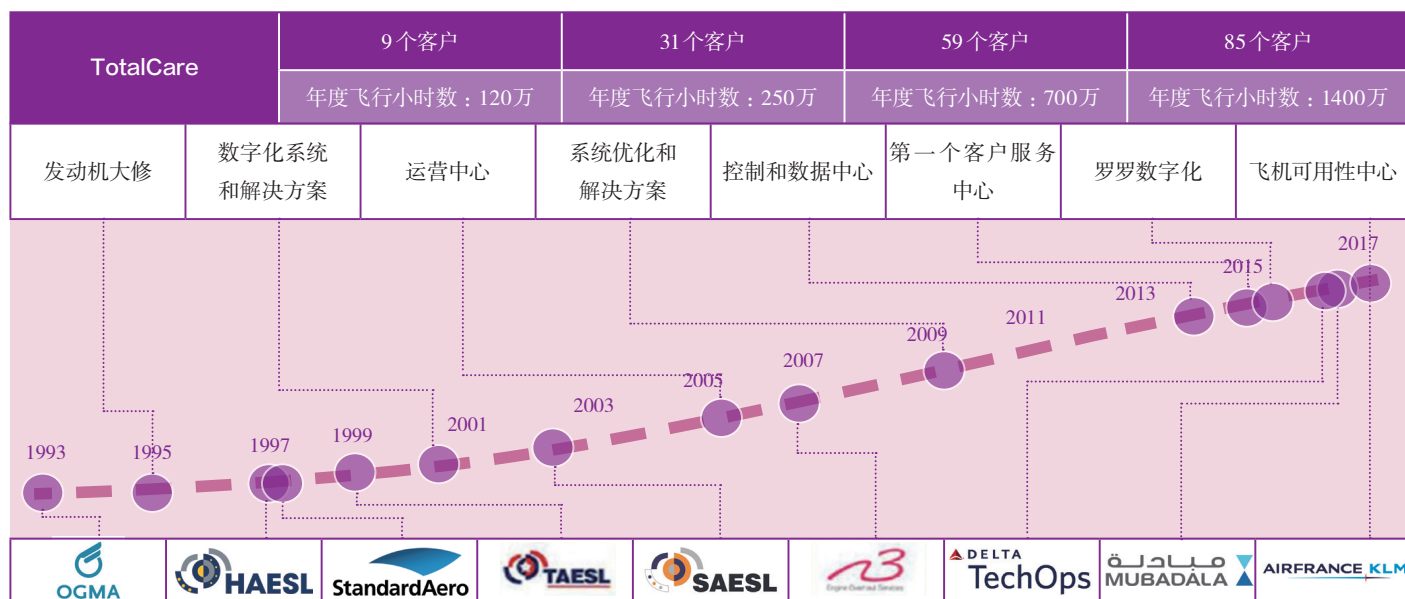 TotalCare
9个客户
31个客户
59个客户
85个客户
年度飞行小时数：120万
年度飞行小时数：250万
年度飞行小时数：700万
年度飞行小时数：1400万
发动机大修
数字化系统
和解决方案
运营中心
系统优化和
解决方案
控制和数据中心
第一个客户服务
中心
罗罗数字化
飞机可用性中心
1993
1995
1997
1999
2001
2003
2005
2007
2009
2011
2013
2015
2017
OGMA
HAESL
StandardAero
TAESL
SAESL
n3
Engine Overhaul Services
DELTA
TechOps
مبادلة
MUBADALA
AIRFRANCE KLM